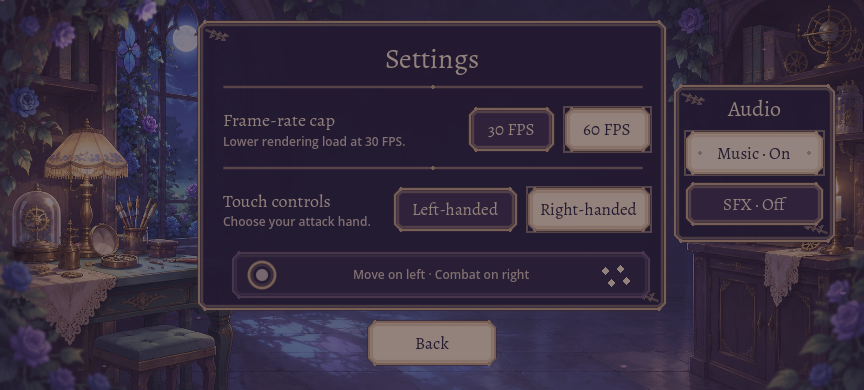 Settings
Frame-rate cap
Lower rendering load at 30 FPS.
30 FPS
60 FPS
Touch controls
Choose your attack hand.
Left-handed
Right-handed
Move on left · Combat on right
Back
Audio
Music · On
SFX · Off